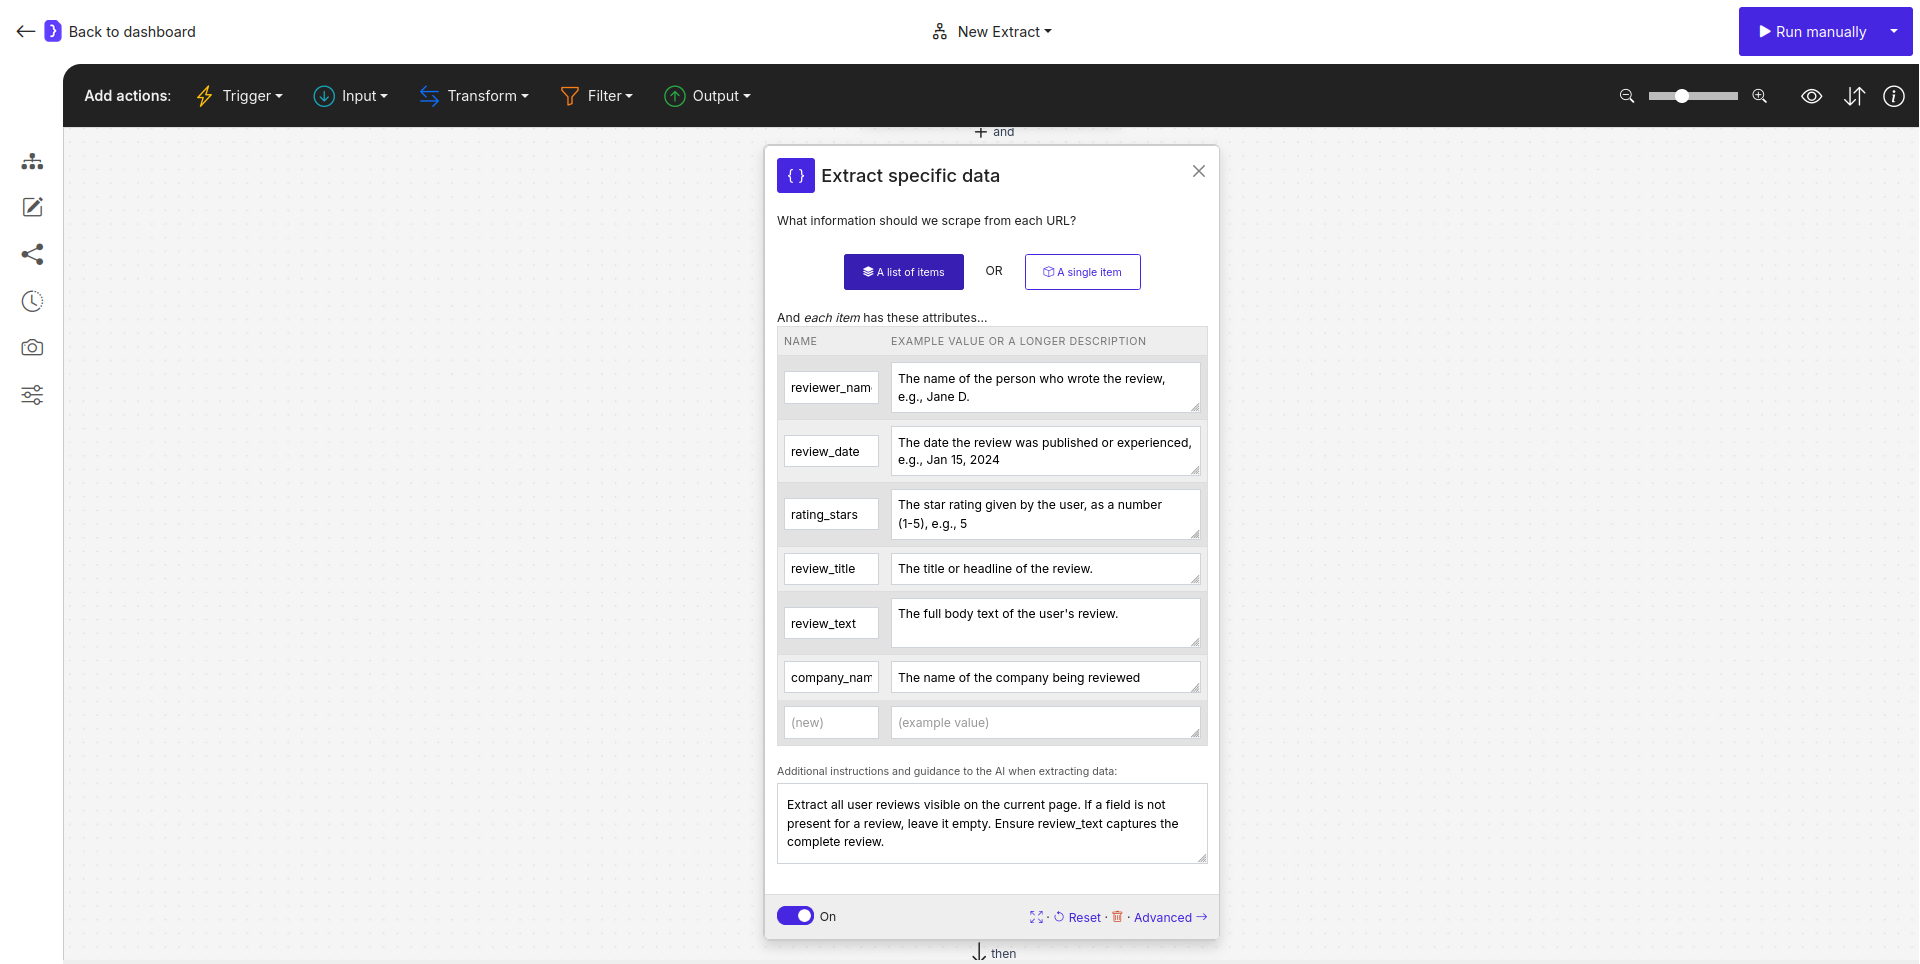 Back to dashboard
New Extract
Run manually
Add actions:
Trigger
Input
Transform
Filter
Output
and
{ } Extract specific data
What information should we scrape from each URL?
A list of items
OR
A single item
And each item has these attributes...
NAME
EXAMPLE VALUE OR A LONGER DESCRIPTION
reviewer_nam
The name of the person who wrote the review,
e.g., Jane D.
review_date
The date the review was published or experienced,
e.g., Jan 15, 2024
rating_stars
The star rating given by the user, as a number
(1-5), e.g., 5
review_title
The title or headline of the review.
review_text
The full body text of the user's review.
company_nam
The name of the company being reviewed
(new)
(example value)
Additional instructions and guidance to the AI when extracting data:
Extract all user reviews visible on the current page. If a field is not
present for a review, leave it empty. Ensure review_text captures the
complete review.
On
· Reset · · Advanced
then